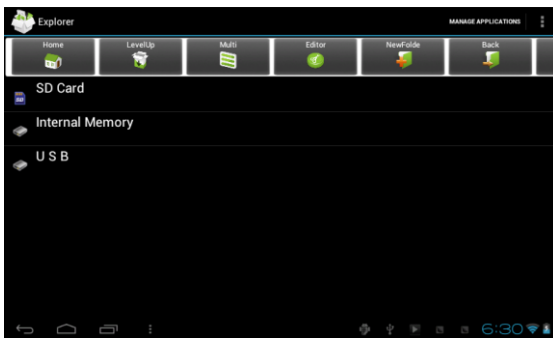 Explorer
MANAGE APPLICATIONS
Home LevelUp Multi Editor NewFolde Back
SD Card
Internal Memory
U S B
6:30